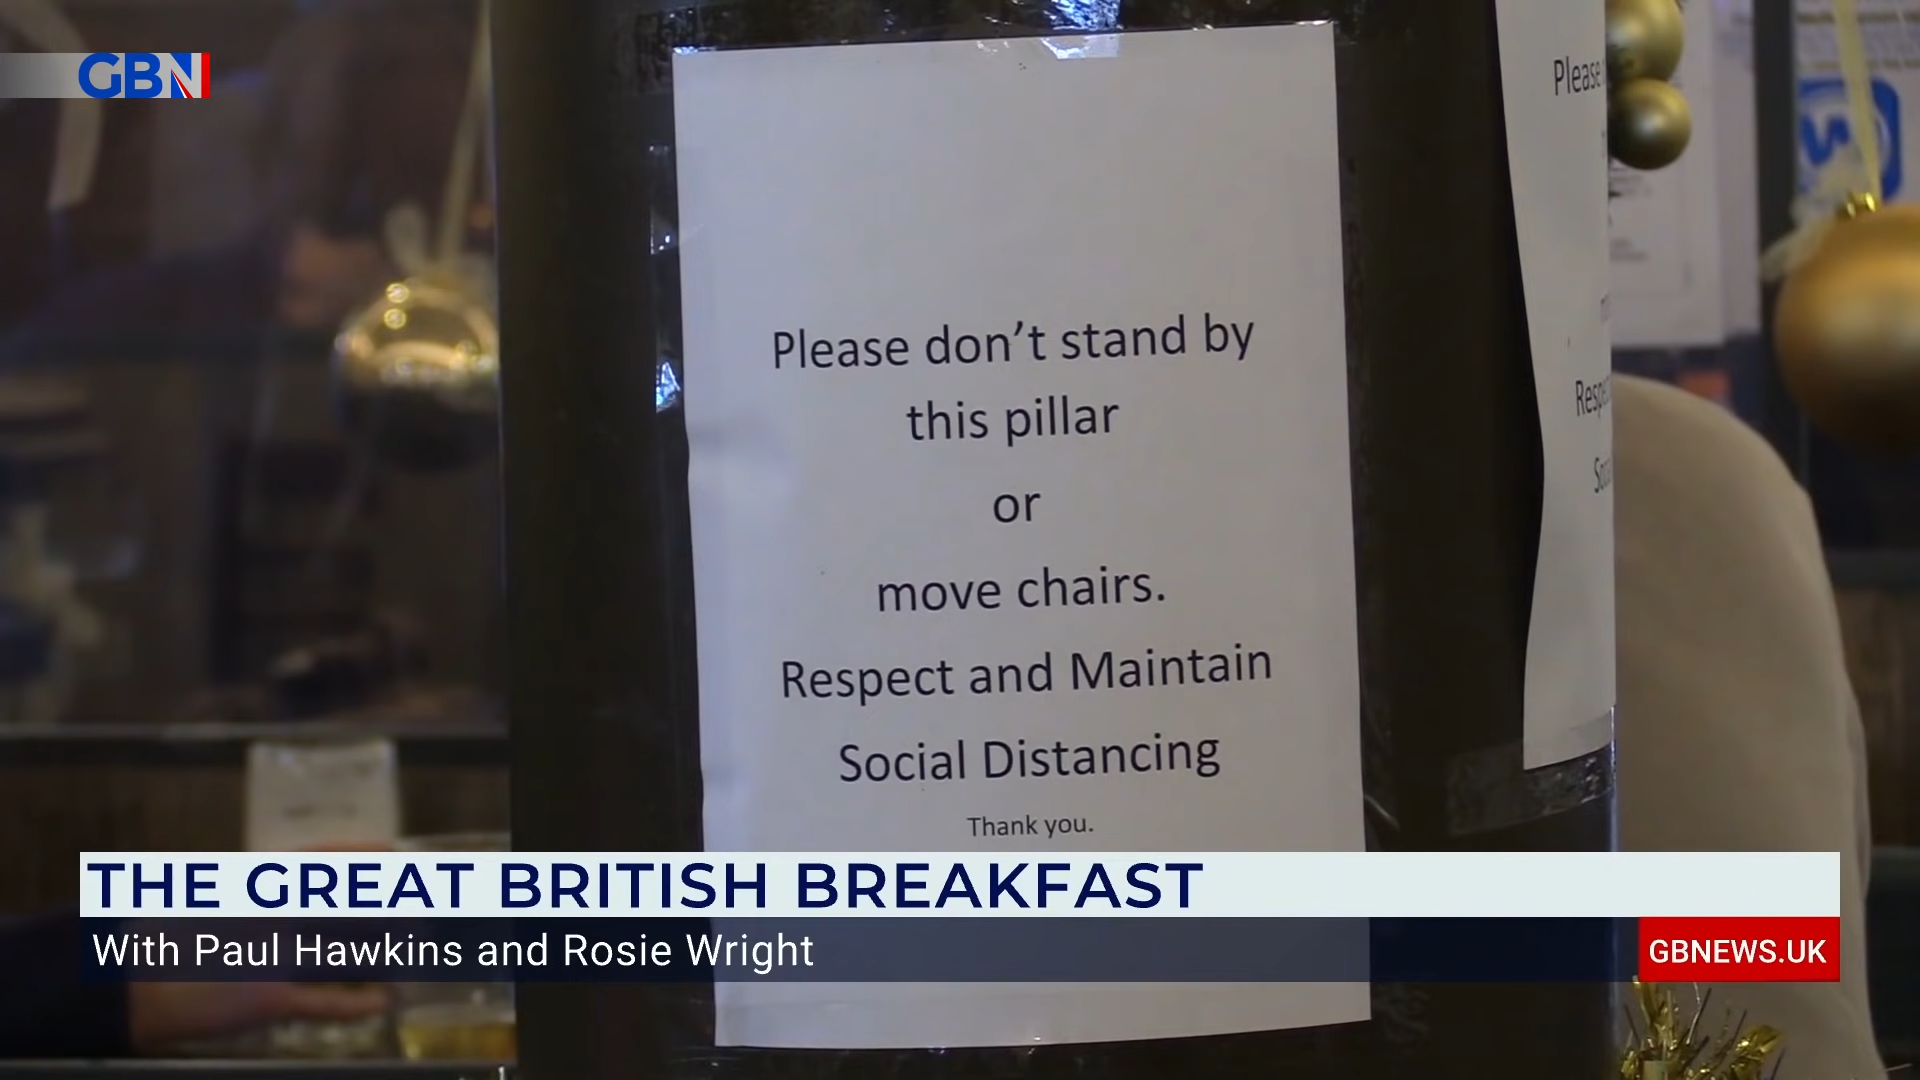 GBN
Please don't stand by
this pillar
or
move chairs.
Respect and Maintain
Social Distancing
Thank you.
Please
THE GREAT BRITISH BREAKFAST
With Paul Hawkins and Rosie Wright
GBNEWS.UK